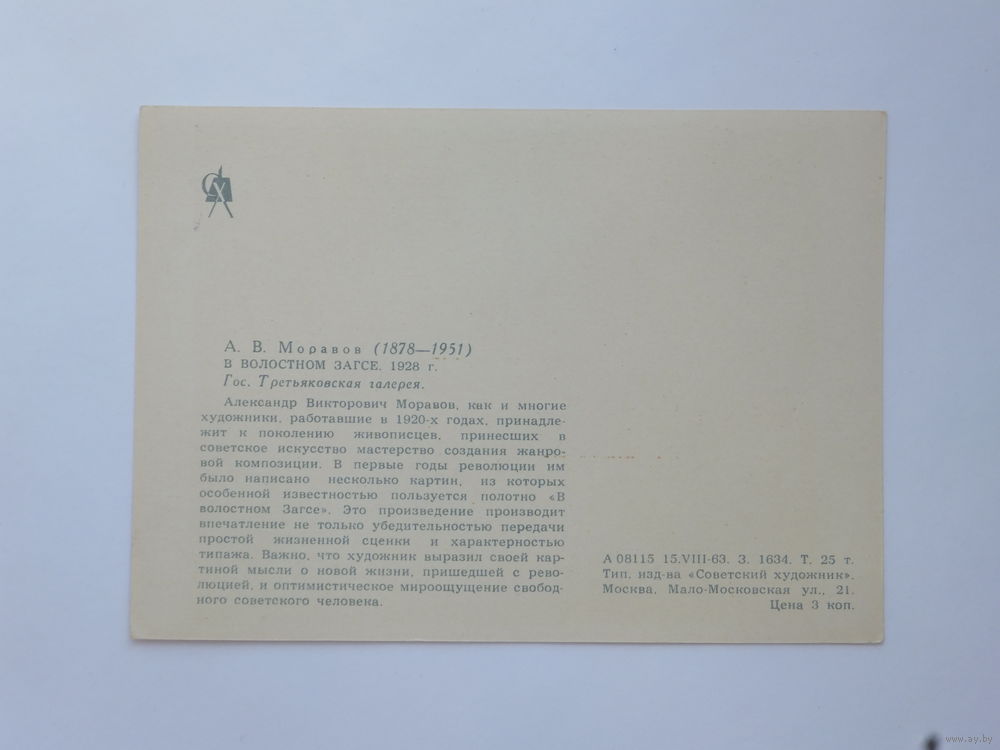 А. В. Моравов (1878—1951)
В ВОЛОСТНОМ ЗАГСЕ. 1928 г.
Гос. Третьяковская галерея.
Александр Викторович Моравов, как и многие
художники, работавшие в 1920-х годах, принадле-
жит к поколению живописцев, принесших в
советское искусство мастерство создания жанро-
вой композиции. В первые годы революции им
было написано несколько картин, из которых
особенной известностью пользуется полотно «В
волостном Загсе». Это произведение производит
впечатление не только убедительностью передачи
простой жизненной сценки и характерностью
типажа. Важно, что художник выразил своей кар-
тиной мысли о новой жизни, пришедшей с рево-
люцией, и оптимистическое мироощущение свобод-
ного советского человека.
А 08115 15.VIII-63. З. 1634. Т. 25 т.
Тип. изд-ва «Советский художник».
Москва, Мало-Московская ул., 21.
Цена 3 коп.
www.ay.by